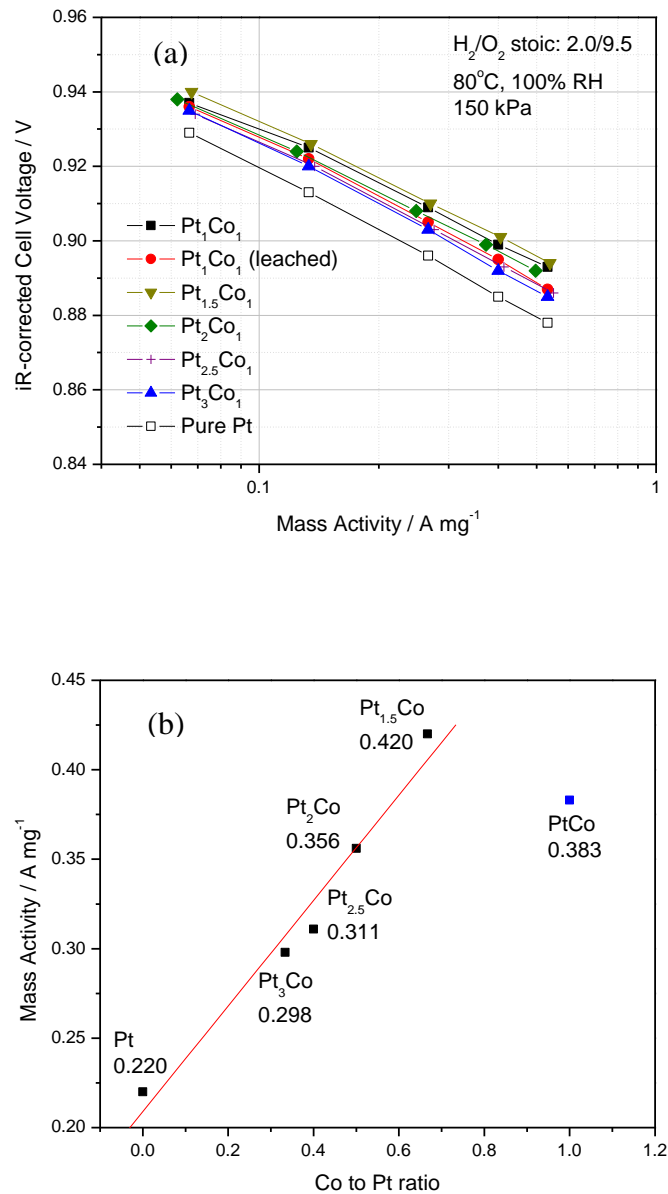 (a)
H2/O2 stoic: 2.0/9.5
80°C, 100% RH
150 kPa
0.96
0.94
0.92
0.90
0.88
0.86
0.84
iR-corrected Cell Voltage / V
Pt1Co1
Pt1Co1 (leached)
Pt1.5Co1
Pt2Co1
Pt2.5Co1
Pt3Co1
Pure Pt
0.1
1
Mass Activity / A mg-1
(b)
0.45
0.40
0.35
0.30
0.25
0.20
Mass Activity / A mg-1
Pt1.5Co
0.420
Pt2Co
0.356
PtCo
0.383
Pt2.5Co
0.311
Pt3Co
0.298
Pt
0.220
0.0 0.2 0.4 0.6 0.8 1.0 1.2
Co to Pt ratio